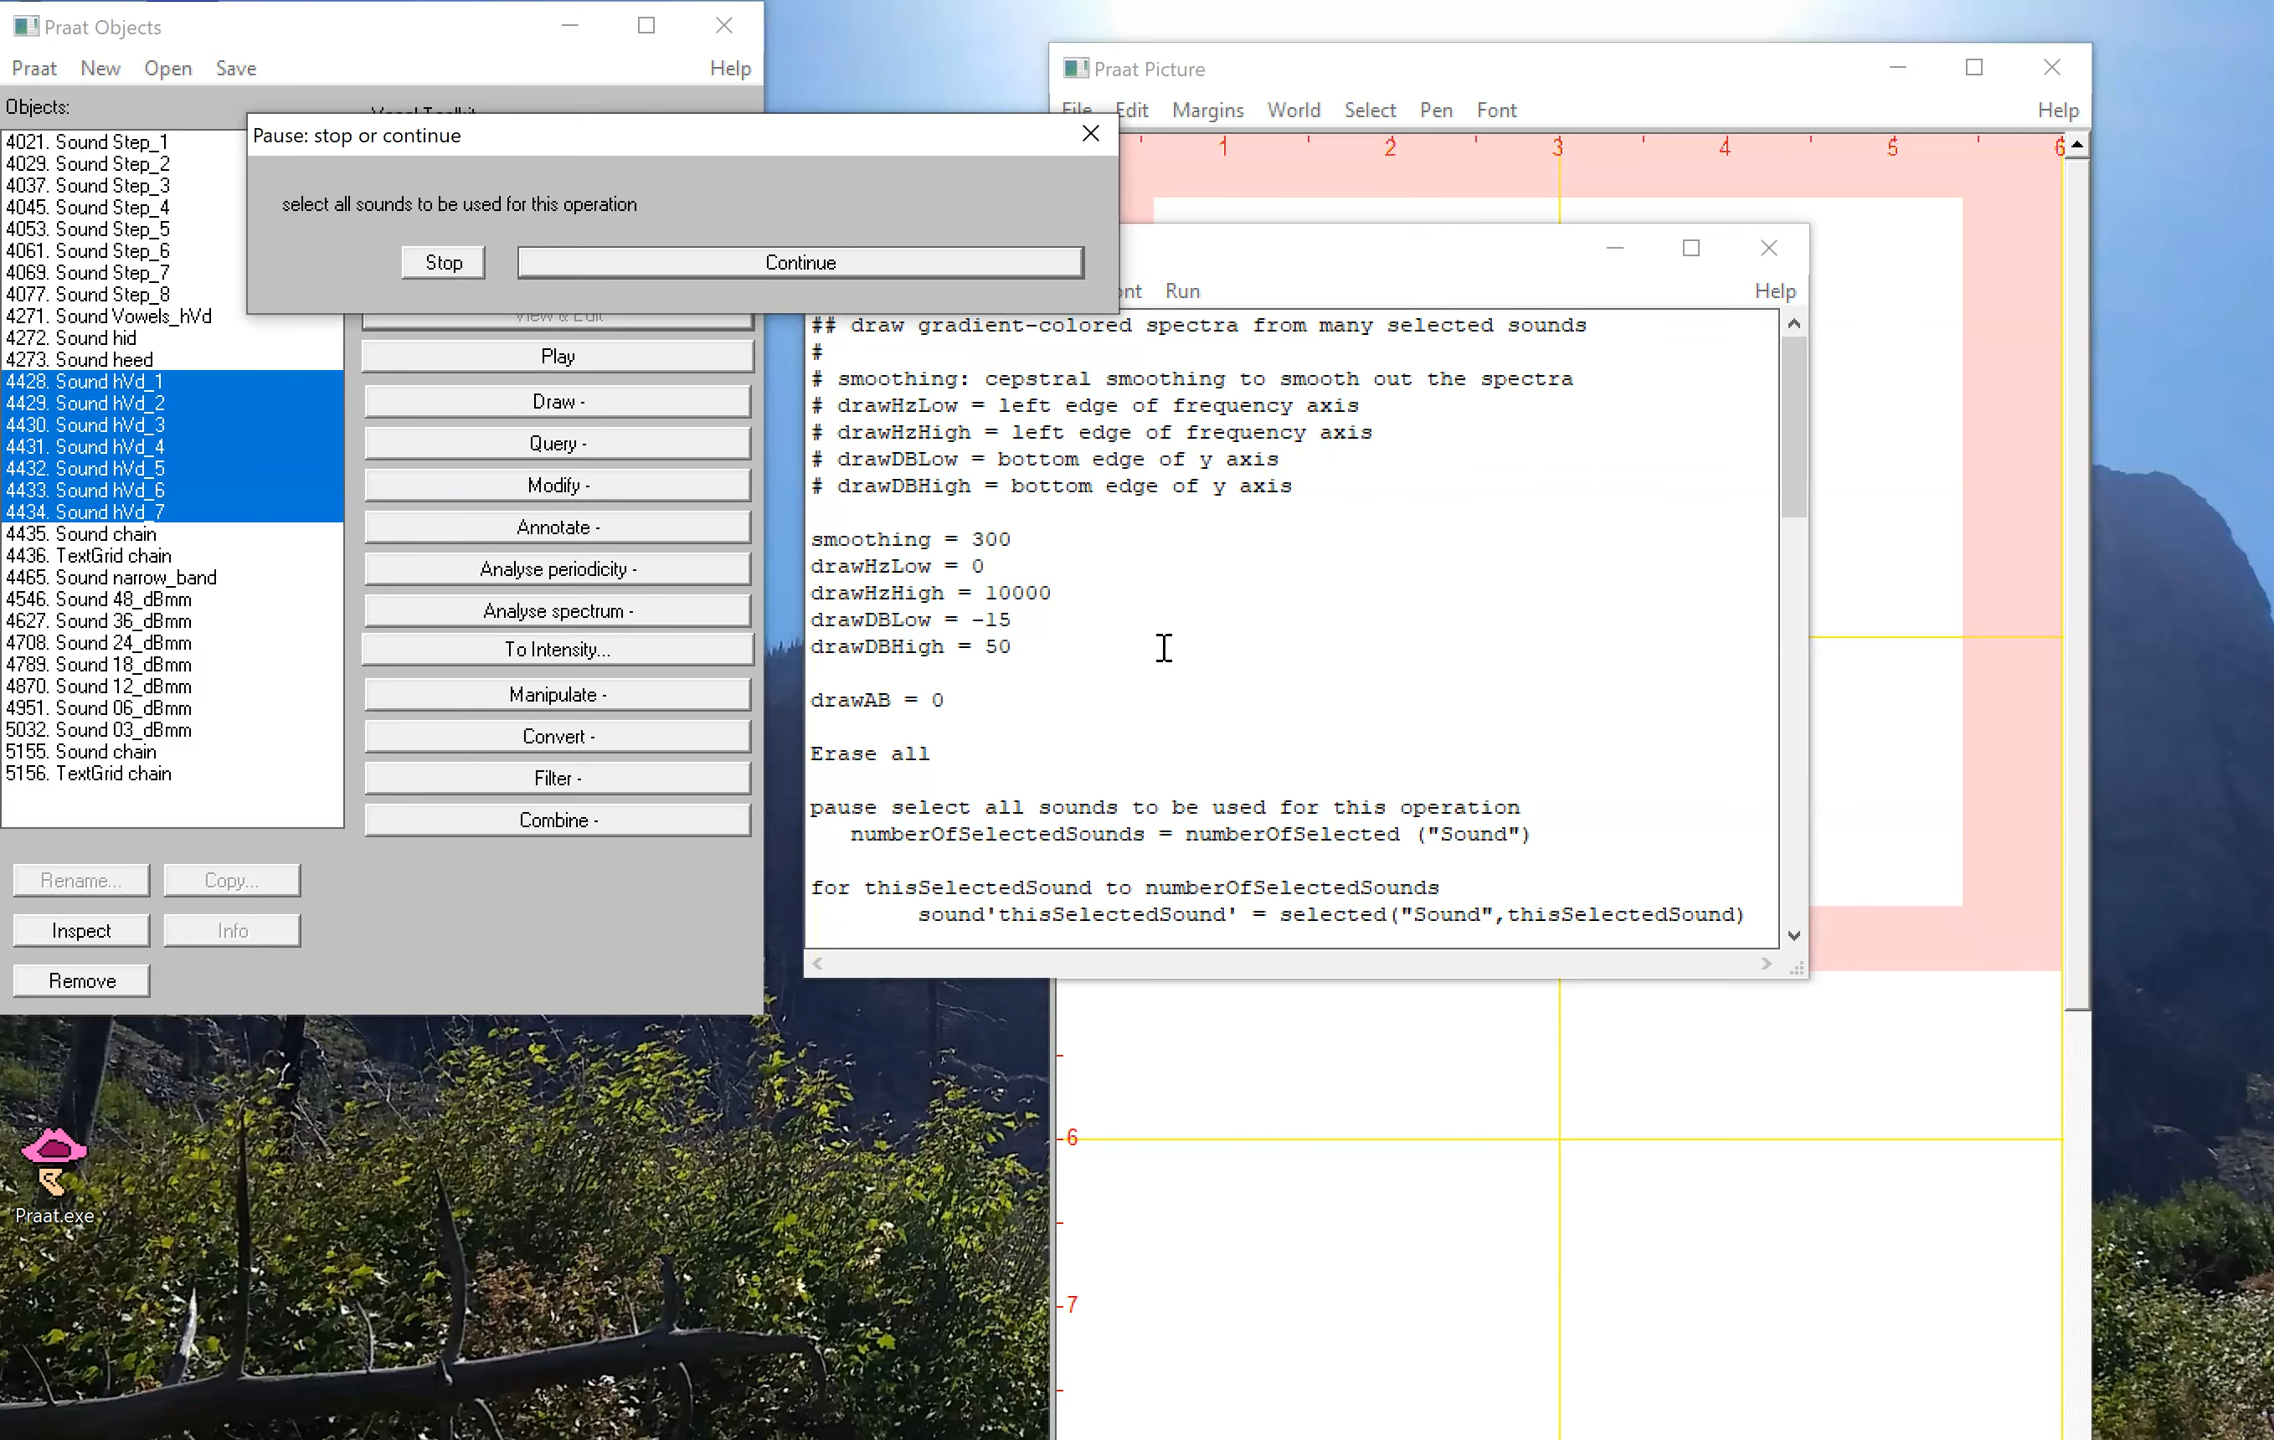 Praat Objects
Praat New Open Save Help
Objects:
4021. Sound Step_1
4029. Sound Step_2
4037. Sound Step_3
4045. Sound Step_4
4053. Sound Step_5
4061. Sound Step_6
4069. Sound Step_7
4077. Sound Step_8
4271. Sound Vowels_hVd
4272. Sound hid
4273. Sound heed
4428. Sound hVd_1
4429. Sound hVd_2
4430. Sound hVd_3
4431. Sound hVd_4
4432. Sound hVd_5
4433. Sound hVd_6
4434. Sound hVd_7
4435. Sound chain
4436. TextGrid chain
4465. Sound narrow_band
4546. Sound 48_dBmm
4627. Sound 36_dBmm
4708. Sound 24_dBmm
4789. Sound 18_dBmm
4870. Sound 12_dBmm
4951. Sound 06_dBmm
5032. Sound 03_dBmm
5155. Sound chain
5156. TextGrid chain
Rename... Copy...
Inspect Info
Remove
Pause: stop or continue
select all sounds to be used for this operation
Stop Continue
View & Edit
Play
Draw -
Query -
Modify -
Annotate -
Analyse periodicity -
Analyse spectrum -
To Intensity...
Manipulate -
Convert -
Filter -
Combine -
Praat Picture
File Edit Margins World Select Pen Font Help
1 2 3 4 5 6
Run Help
## draw gradient-colored spectra from many selected sounds
#
# smoothing: cepstral smoothing to smooth out the spectra
# drawHzLow = left edge of frequency axis
# drawHzHigh = left edge of frequency axis
# drawDBLow = bottom edge of y axis
# drawDBHigh = bottom edge of y axis
smoothing = 300
drawHzLow = 0
drawHzHigh = 10000
drawDBLow = -15
drawDBHigh = 50
drawAB = 0
Erase all
pause select all sounds to be used for this operation
numberOfSelectedSounds = numberOfSelected ("Sound")
for thisSelectedSound to numberOfSelectedSounds
sound'thisSelectedSound' = selected("Sound",thisSelectedSound)
6
7
Praat.exe